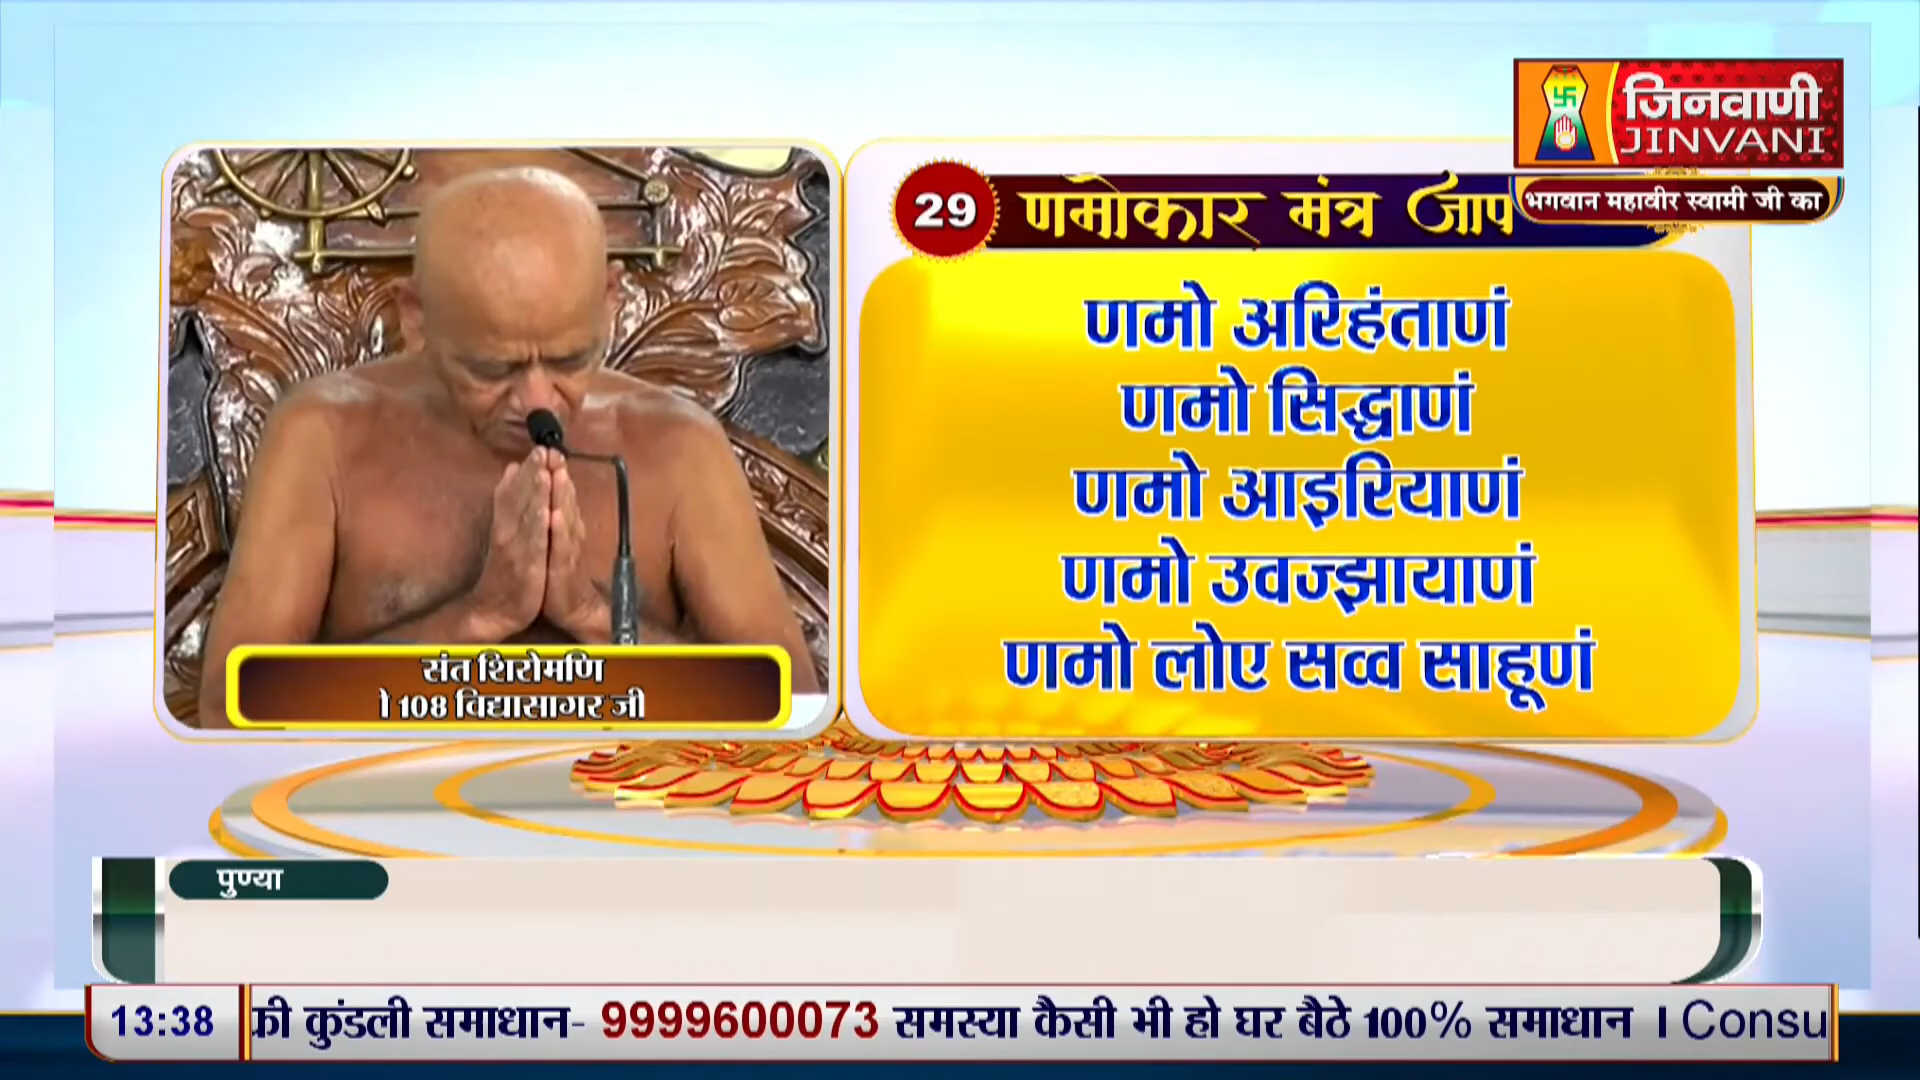 जिनवाणी
JINVANI
भगवान महावीर स्वामी जी का
29 णमोकार मंत्र जाप
णमो अरिहंताणं
णमो सिद्धाणं
णमो आइरियाणं
णमो उवज्झायाणं
णमो लोए सव्व साहूणं
संत शिरोमणि
108 विद्यासागर जी
पुण्या
13:38 फ्री कुंडली समाधान- 9999600073 समस्या कैसी भी हो घर बैठे 100% समाधान । Consu